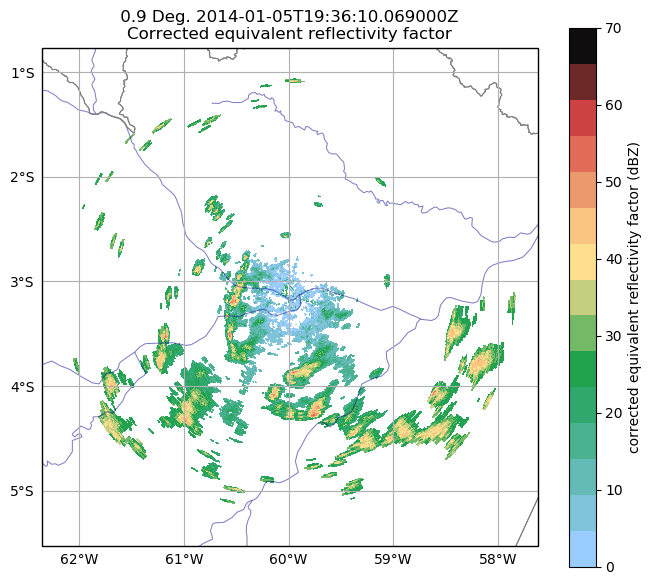 0.9 Deg. 2014-01-05T19:36:10.069000Z
Corrected equivalent reflectivity factor
1°S
2°S
3°S
4°S
5°S
62°W
61°W
60°W
59°W
58°W
70
60
50
40
30
20
10
0
corrected equivalent reflectivity factor (dBZ)